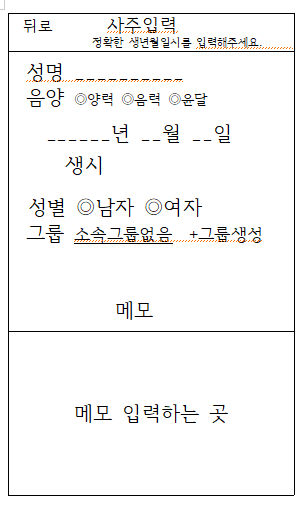 뒤로 사주입력
정확한 생년월일시를 입력해주세요.
성명 __________
음양 ◎양력 ◎음력 ◎윤달
______년 __월 __일
생시
성별 ◎남자 ◎여자
그룹 소속그룹없음 +그룹생성
메모
메모 입력하는 곳